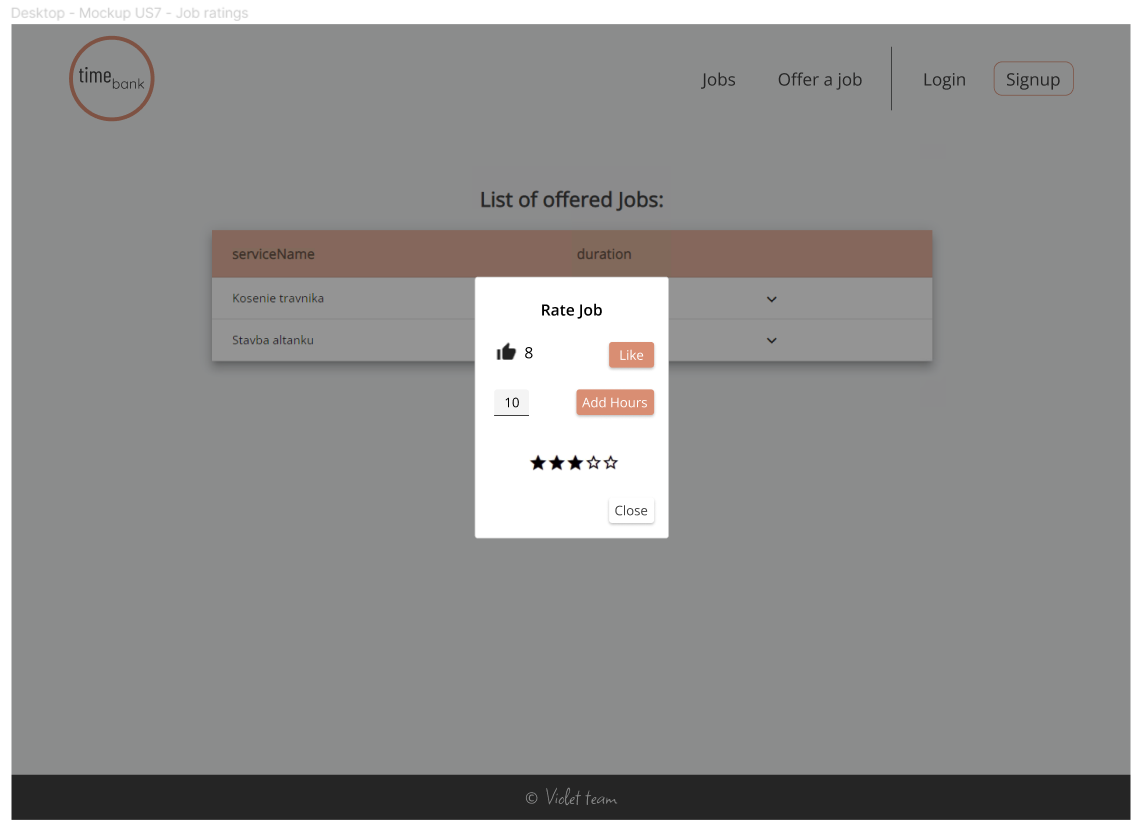 Desktop - Mockup US7 - Job ratings
time bank
Jobs Offer a job Login Signup
List of offered Jobs:
serviceName duration
Kosenie travnika
Stavba altanku
Rate Job
8 Like
10 Add Hours
Close
© Violet team